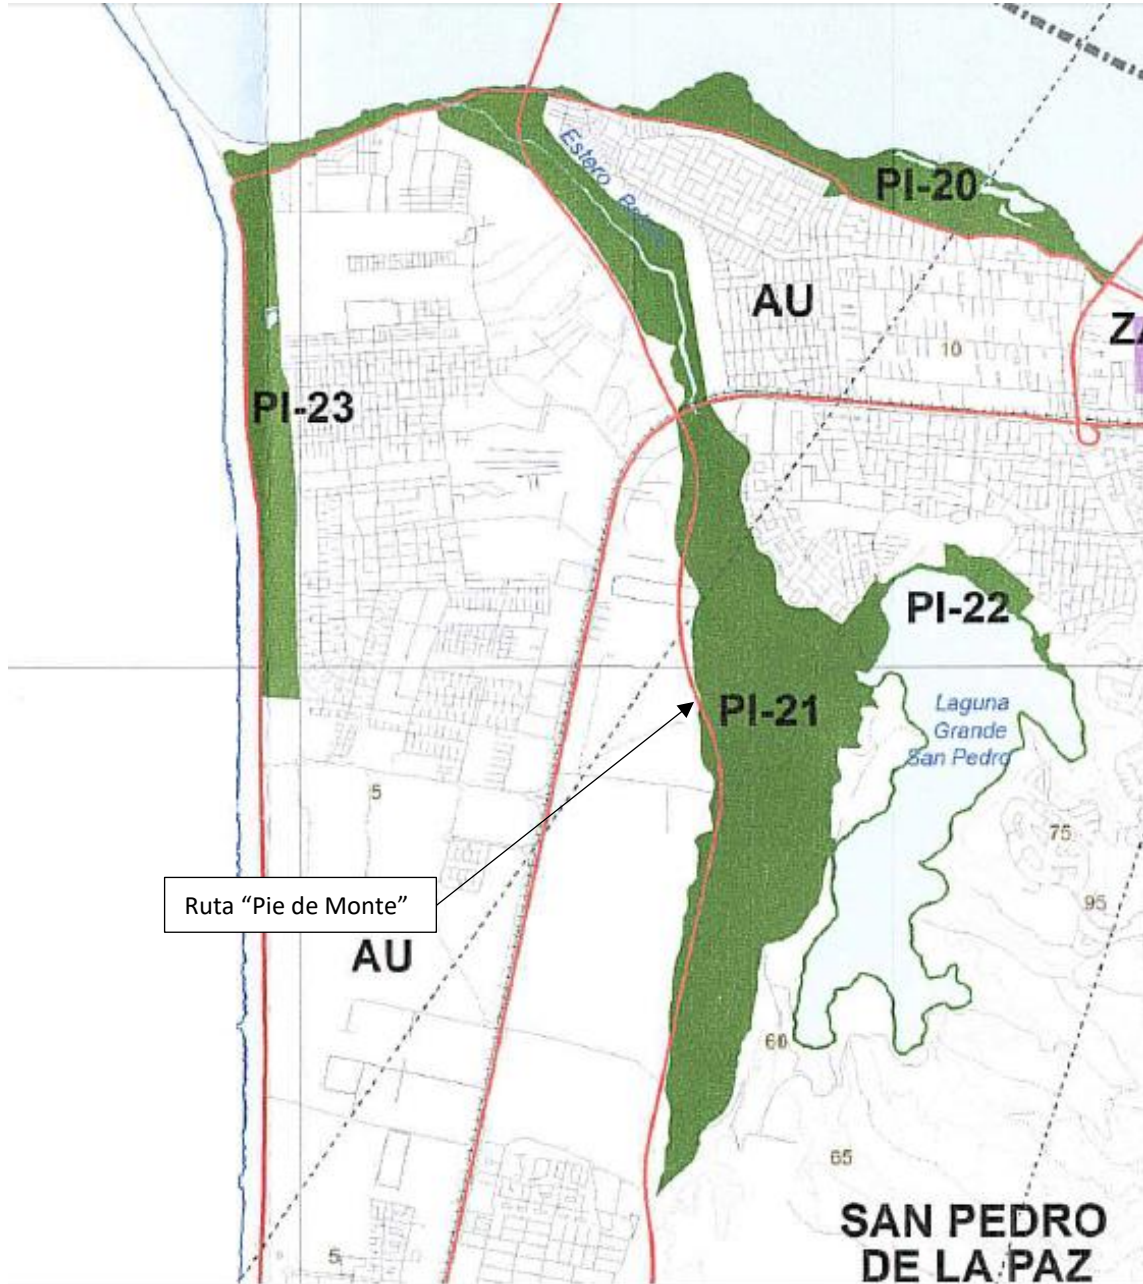 PI-20
Estero
AU
10
PI-23
PI-22
Laguna
Grande
San Pedro
PI-21
5
75
Ruta “Pie de Monte”
95
AU
60
65
SAN PEDRO
DE LA PAZ
5